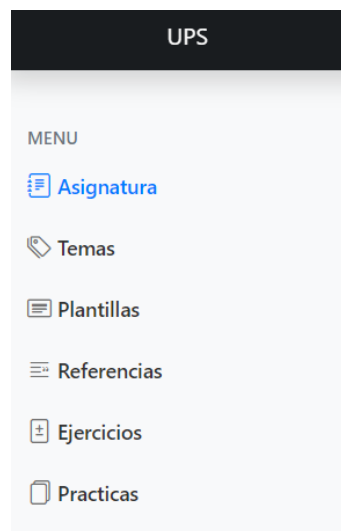 UPS
MENU
Asignatura
Temas
Plantillas
Referencias
Ejercicios
Practicas